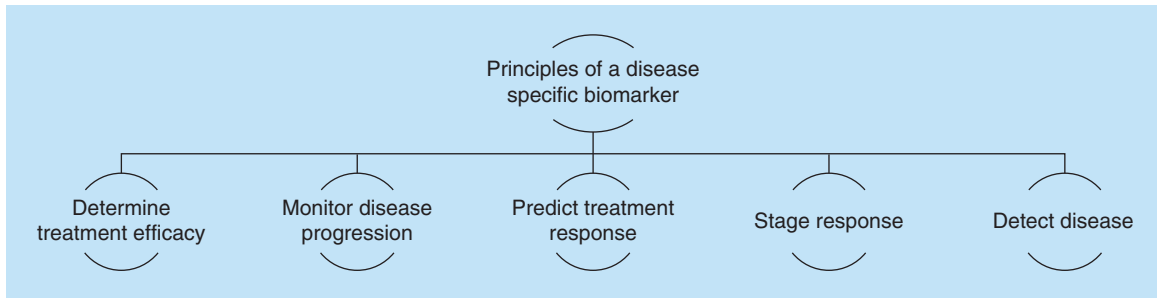 Principles of a disease
specific biomarker
Determine
treatment efficacy
Monitor disease
progression
Predict treatment
response
Stage response
Detect disease